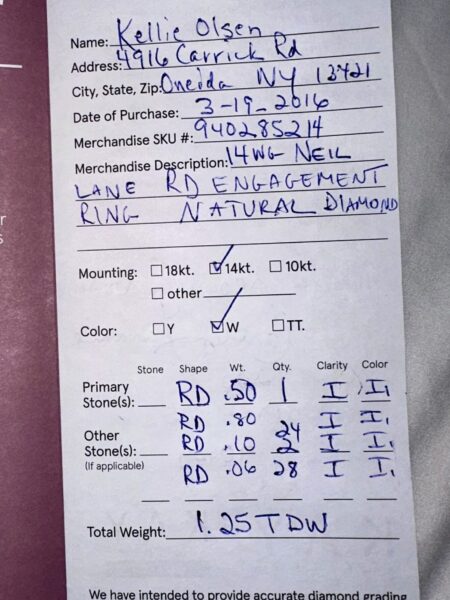 Name: Kellie Olsen
Address: 4916 Carrick Rd
City, State, Zip: Oneida NY 13421
Date of Purchase: 3-19-2016
Merchandise SKU #: 940285214
Merchandise Description: 14WG NEIL
LANE RD ENGAGEMENT
RING NATURAL DIAMOND
Mounting: 18kt. 14kt. 10kt.
other
Color: Y W TT.
Stone Shape Wt. Qty. Clarity Color
Primary Stone(s): RD .50 1 I I1
RD .80 24 I I1
Other Stone(s): RD .10 2 I I1
(If applicable) RD .06 28 I I1
Total Weight: 1.25 TDW
We have intended to provide accurate diamond grading